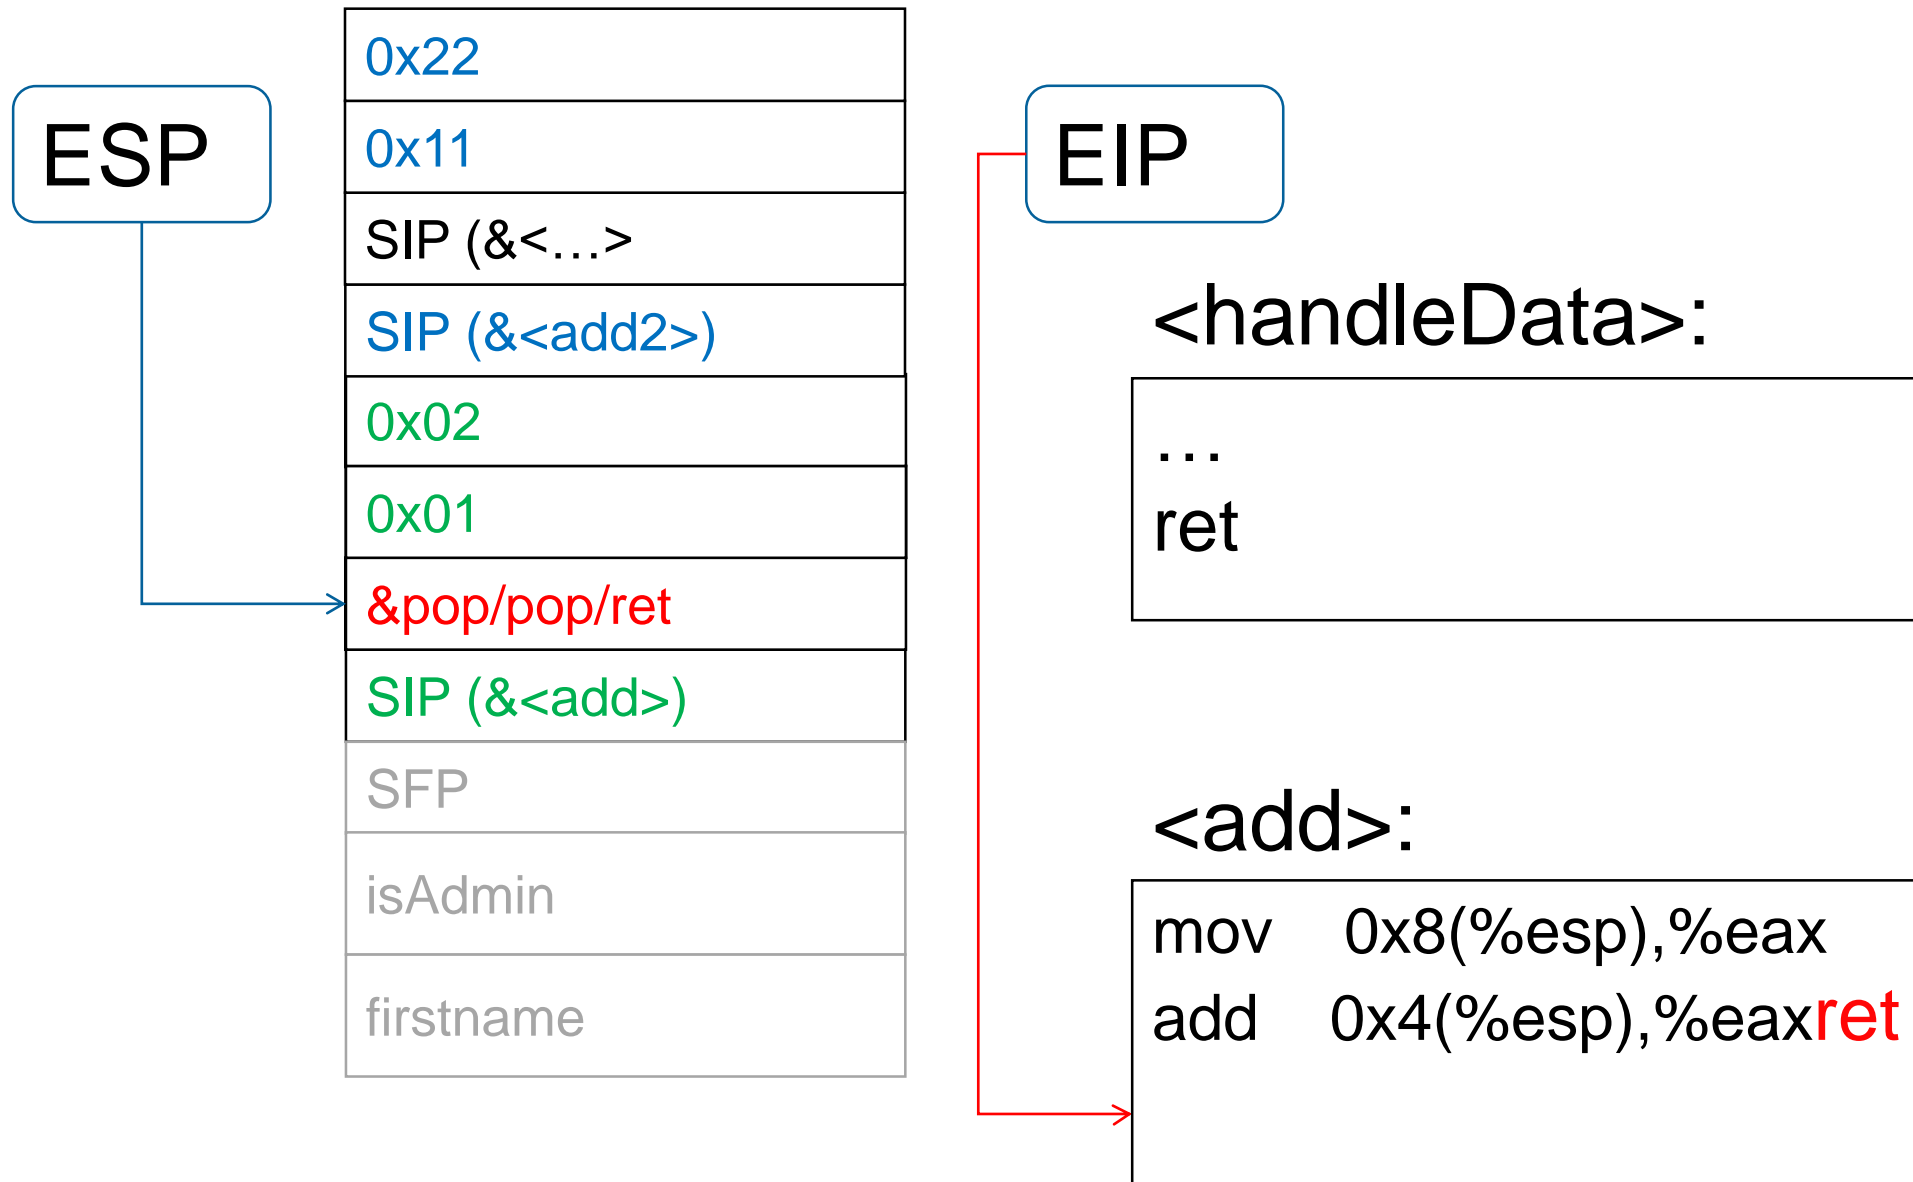 ESP
0x22
0x11
SIP (&<…>
SIP (&<add2>)
0x02
0x01
&pop/pop/ret
SIP (&<add>)
SFP
isAdmin
firstname
EIP
<handleData>:
…
ret
<add>:
mov 0x8(%esp),%eax
add 0x4(%esp),%eaxret